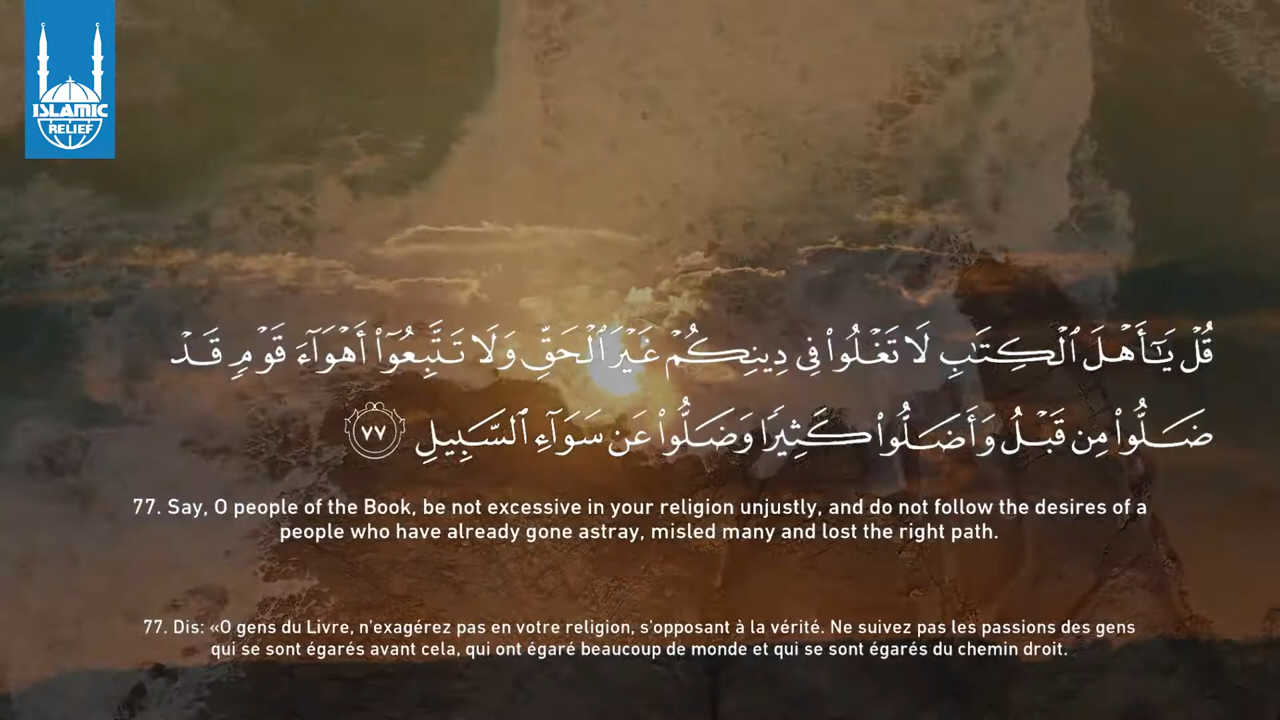 ISLAMIC
RELIEF
قُلْ يَـٰٓأَهْلَ ٱلْكِتَـٰبِ لَا تَغْلُوا۟ فِى دِينِكُمْ غَيْرَ ٱلْحَقِّ وَلَا تَتَّبِعُوٓا۟ أَهْوَآءَ قَوْمٍ قَدْ
ضَلُّوا۟ مِن قَبْلُ وَأَضَلُّوا۟ كَثِيرًا وَضَلُّوا۟ عَن سَوَآءِ ٱلسَّبِيلِ ٧٧
77. Say, O people of the Book, be not excessive in your religion unjustly, and do not follow the desires of a
people who have already gone astray, misled many and lost the right path.
77. Dis: «O gens du Livre, n'exagérez pas en votre religion, s'opposant à la vérité. Ne suivez pas les passions des gens
qui se sont égarés avant cela, qui ont égaré beaucoup de monde et qui se sont égarés du chemin droit.